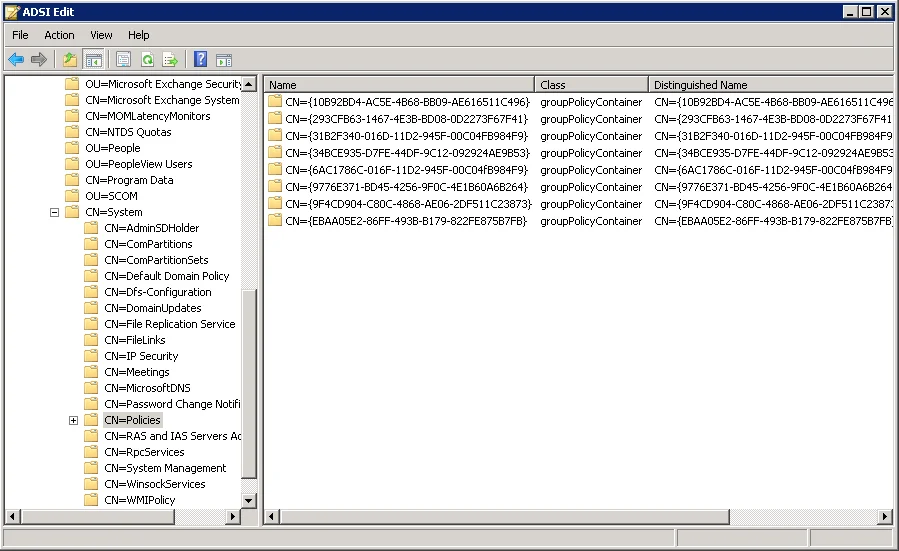 ADSI Edit
File Action View Help
OU=Microsoft Exchange Security
CN=Microsoft Exchange System
CN=MOMLatencyMonitors
CN=NTDS Quotas
OU=People
OU=PeopleView Users
CN=Program Data
OU=SCOM
CN=System
CN=AdminSDHolder
CN=ComPartitions
CN=ComPartitionSets
CN=Default Domain Policy
CN=Dfs-Configuration
CN=DomainUpdates
CN=File Replication Service
CN=FileLinks
CN=IP Security
CN=Meetings
CN=MicrosoftDNS
CN=Password Change Notifi
CN=Policies
CN=RAS and IAS Servers Ac
CN=RpcServices
CN=System Management
CN=WinsockServices
CN=WMIPolicy
Name Class Distinguished Name
CN={10B92BD4-AC5E-4B68-BB09-AE616511C496} groupPolicyContainer CN={10B92BD4-AC5E-4B68-BB09-AE616511C496
CN={293CFB63-1467-4E3B-BD08-0D2273F67F41} groupPolicyContainer CN={293CFB63-1467-4E3B-BD08-0D2273F67F41}
CN={31B2F340-016D-11D2-945F-00C04FB984F9} groupPolicyContainer CN={31B2F340-016D-11D2-945F-00C04FB984F9
CN={34BCE935-D7FE-44DF-9C12-092924AE9B53} groupPolicyContainer CN={34BCE935-D7FE-44DF-9C12-092924AE9B53
CN={6AC1786C-016F-11D2-945F-00C04fB984F9} groupPolicyContainer CN={6AC1786C-016F-11D2-945F-00C04fB984F9
CN={9776E371-BD45-4256-9F0C-4E1B60A6B264} groupPolicyContainer CN={9776E371-BD45-4256-9F0C-4E1B60A6B264}
CN={9F4CD904-C80C-4868-AE06-2DF511C23873} groupPolicyContainer CN={9F4CD904-C80C-4868-AE06-2DF511C23873
CN={EBAA05E2-86FF-493B-B179-822FE875B7FB} groupPolicyContainer CN={EBAA05E2-86FF-493B-B179-822FE875B7FB}